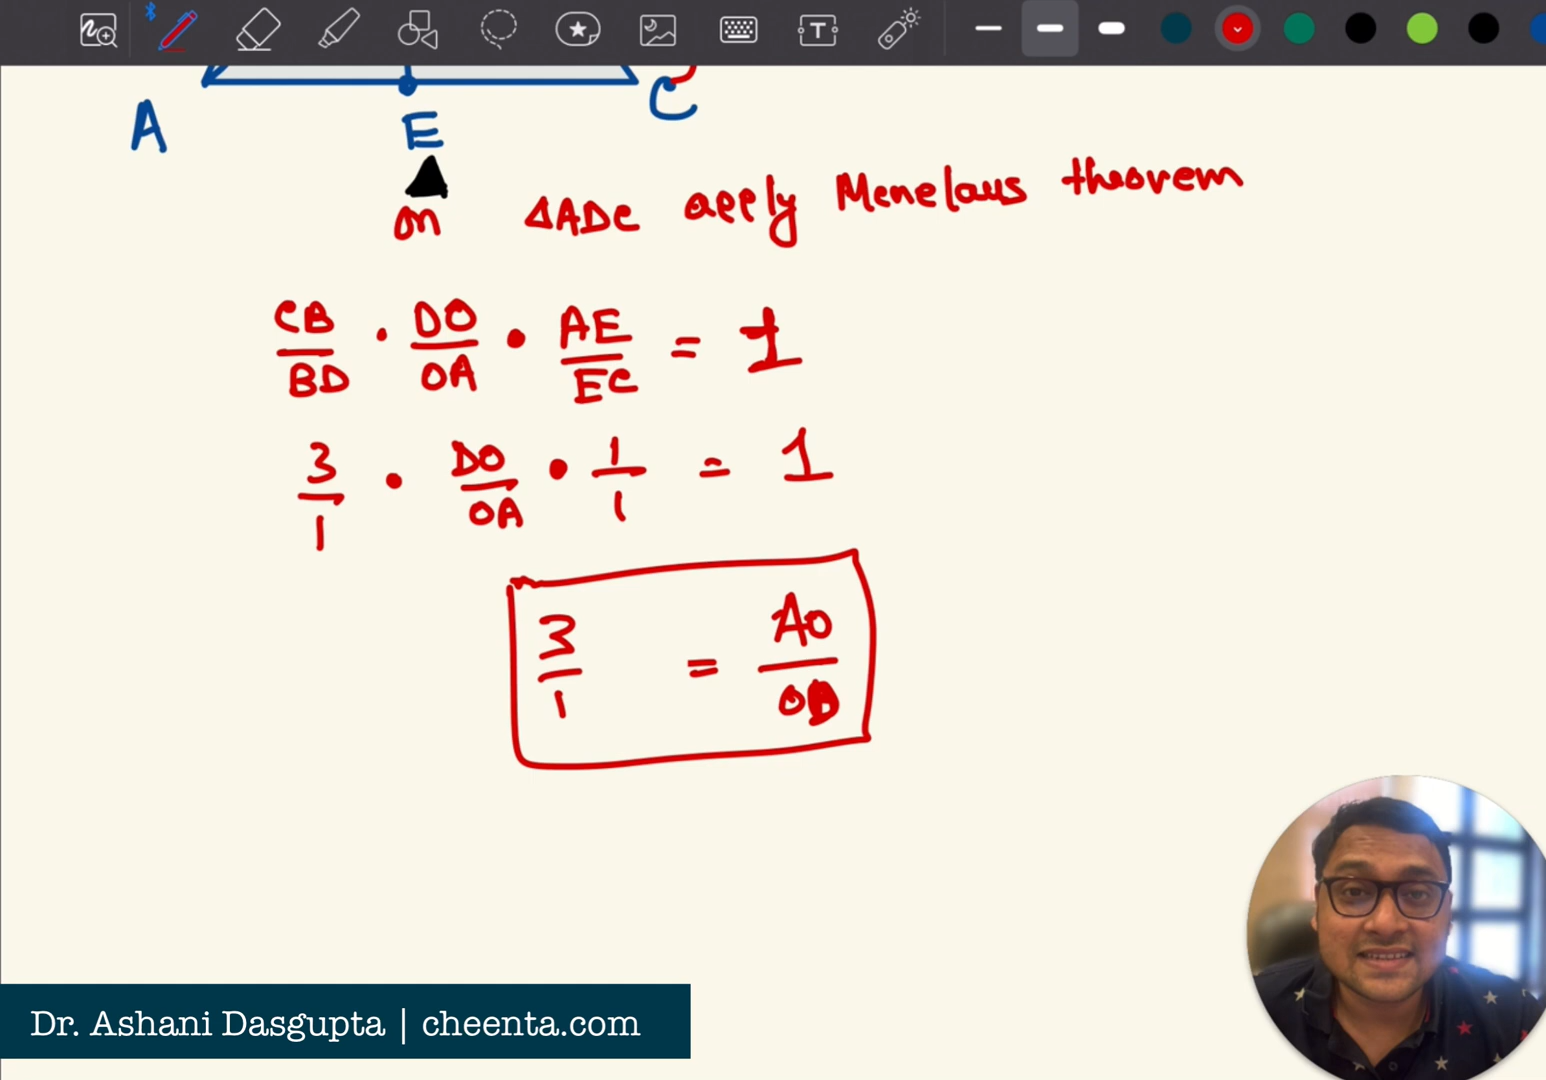 A
E
C
on ΔADC apply Menelaus theorem
CB/BD · DO/OA · AE/EC = 1
3/1 · DO/OA · 1/1 = 1
3/1 = AO/OD
Dr. Ashani Dasgupta | cheenta.com